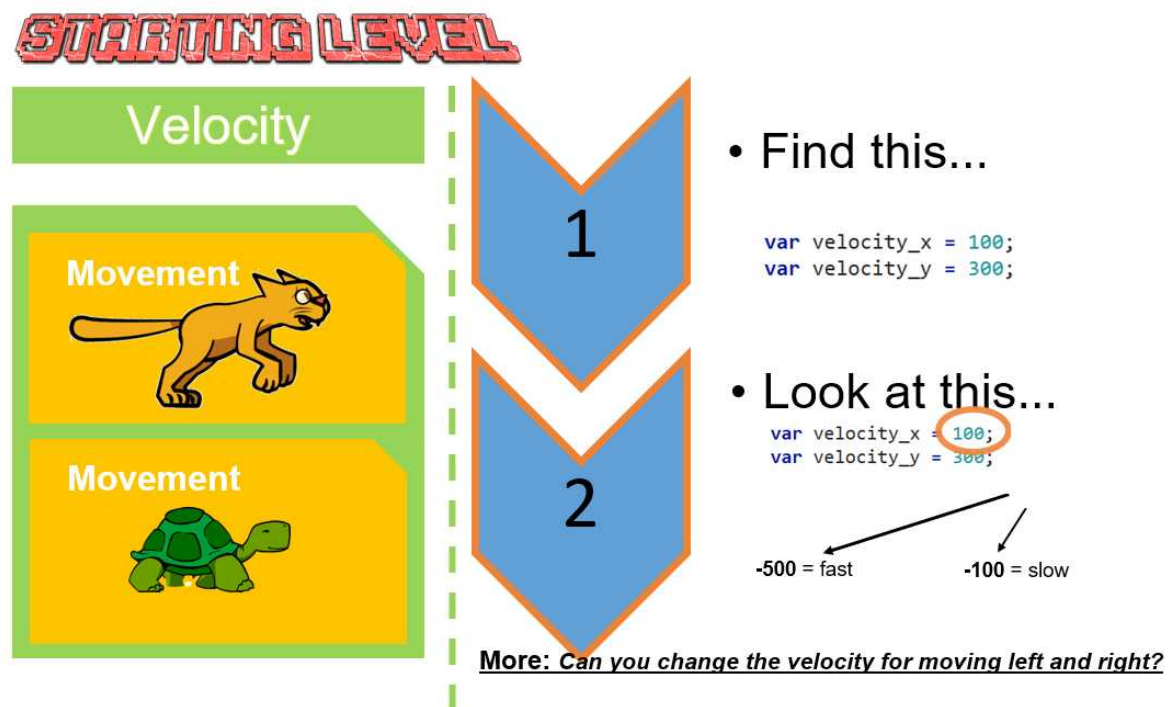 STARTING LEVEL
Velocity
Movement
Movement
1
• Find this...
var velocity_x = 100;
var velocity_y = 300;
2
• Look at this...
var velocity_x = 100;
var velocity_y = 300;
-500 = fast
-100 = slow
More: Can you change the velocity for moving left and right?